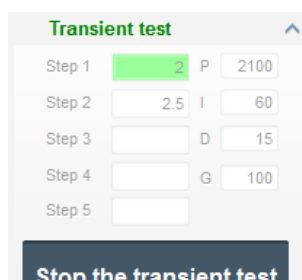 Transient test
Step 1 2 P 2100
Step 2 2.5 I 60
Step 3 D 15
Step 4 G 100
Step 5
Stop the transient test